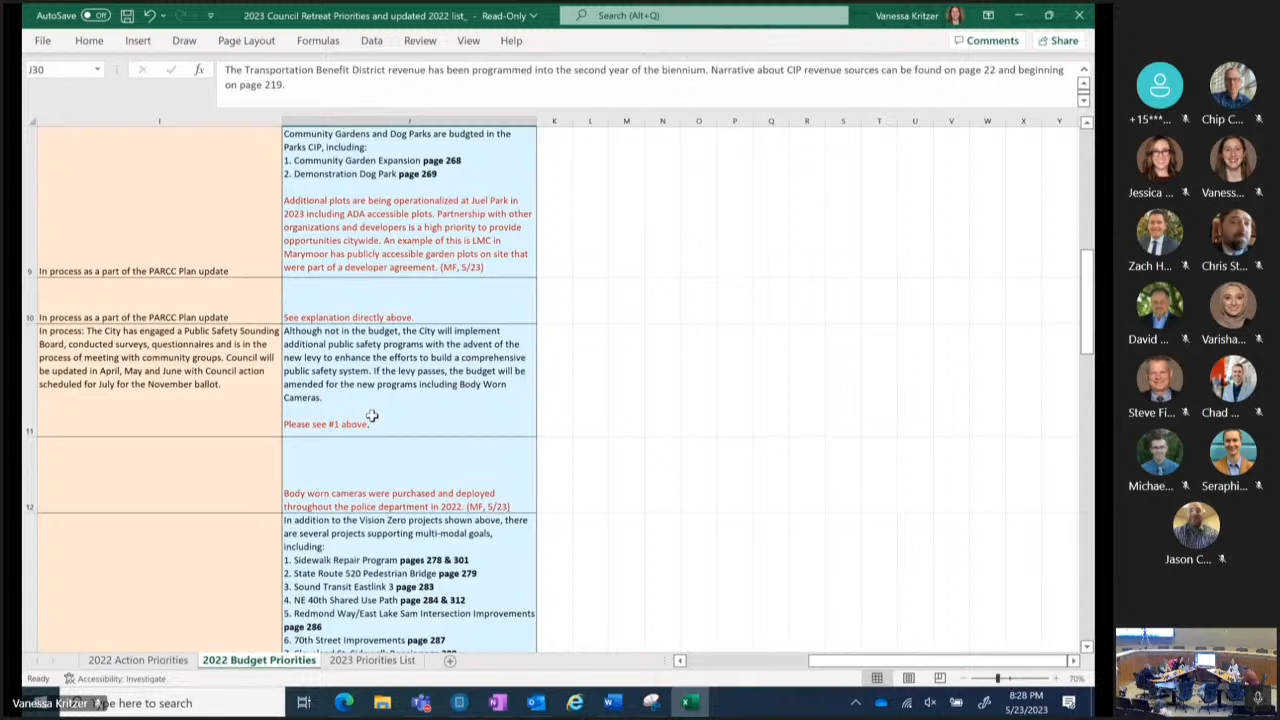 AutoSave Off 2023 Council Retreat Priorities and updated 2022 list_ - Read-Only Search (Alt+Q) Vanessa Kritzer
File Home Insert Draw Page Layout Formulas Data Review View Help Comments Share
J30 fx The Transportation Benefit District revenue has been programmed into the second year of the biennium. Narrative about CIP revenue sources can be found on page 22 and beginning
on page 219.
I J K L M N O P Q R S T U V W X Y
Community Gardens and Dog Parks are budgted in the
Parks CIP, including:
1. Community Garden Expansion page 268
2. Demonstration Dog Park page 269
Additional plots are being operationalized at Juel Park in
2023 including ADA accessible plots. Partnership with other
organizations and developers is a high priority to provide
opportunities citywide. An example of this is LMC in
Marymoor has publicly accessible garden plots on site that
were part of a developer agreement. (MF, 5/23)
9 In process as a part of the PARCC Plan update
10 In process as a part of the PARCC Plan update
See explanation directly above.
In process: The City has engaged a Public Safety Sounding
Board, conducted surveys, questionnaires and is in the
process of meeting with community groups. Council will
be updated in April, May and June with Council action
scheduled for July for the November ballot.
Although not in the budget, the City will implement
additional public safety programs with the advent of the
new levy to enhance the efforts to build a comprehensive
public safety system. If the levy passes, the budget will be
amended for the new programs including Body Worn
Cameras.
Please see #1 above.
11
Body worn cameras were purchased and deployed
throughout the police department in 2022. (MF, 5/23)
12
In addition to the Vision Zero projects shown above, there
are several projects supporting multi-modal goals,
including:
1. Sidewalk Repair Program pages 278 & 301
2. State Route 520 Pedestrian Bridge page 279
3. Sound Transit Eastlink 3 page 283
4. NE 40th Shared Use Path page 284 & 312
5. Redmond Way/East Lake Sam Intersection Improvements
page 286
6. 70th Street Improvements page 287
2022 Action Priorities 2022 Budget Priorities 2023 Priorities List
Ready Accessibility: Investigate 70%
Vanessa Kritzer pe here to search
8:28 PM
5/23/2023
+15***... Chip C...
Jessica ... Vaness...
Zach H... Chris St...
David ... Varisha...
Steve Fi... Chad ...
Michae... Seraphi...
Jason C...